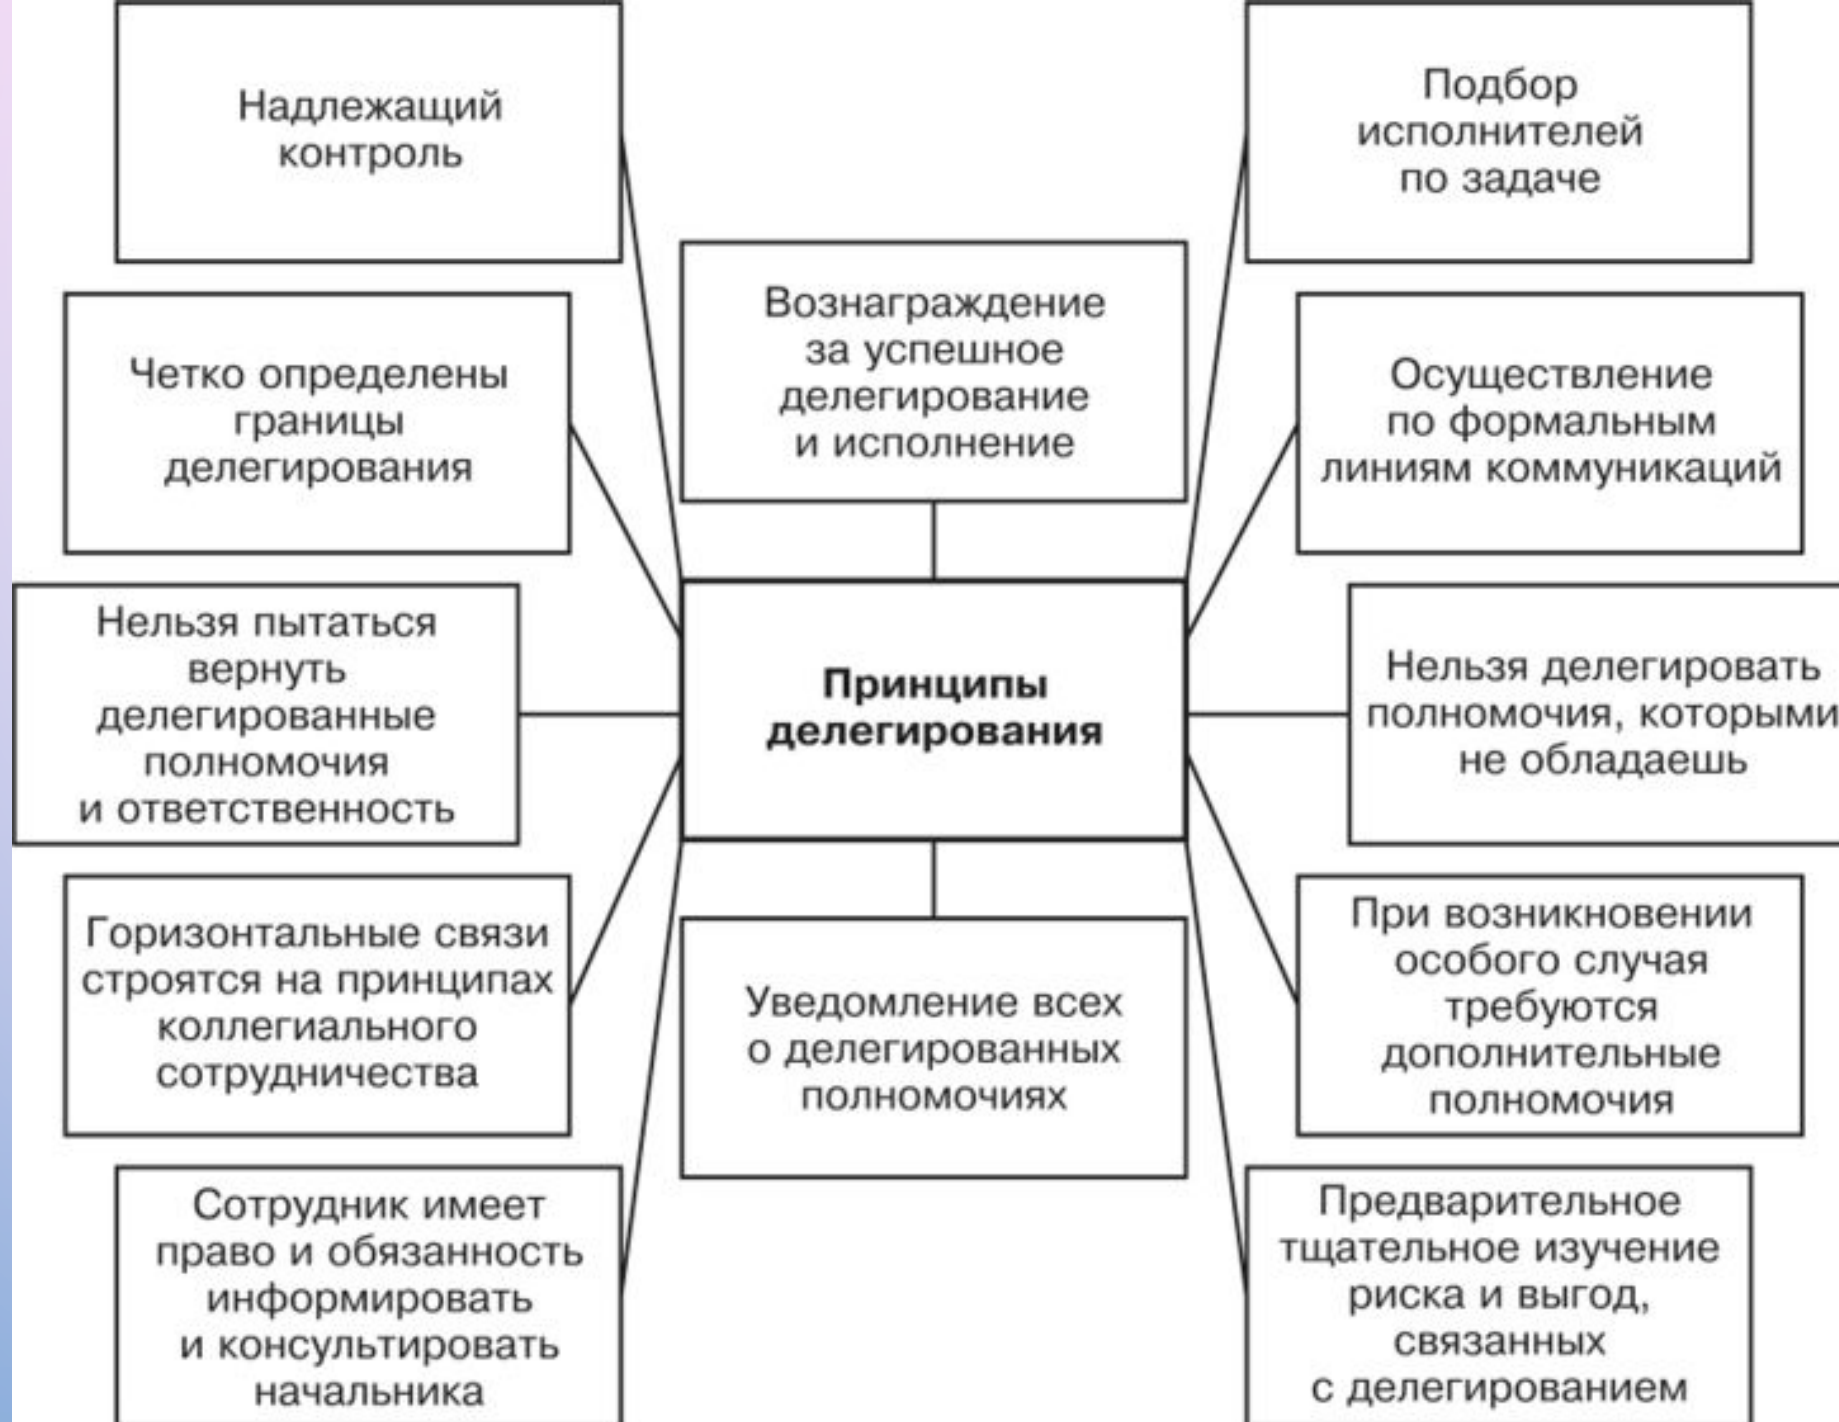 Надлежащий
контроль
Подбор
исполнителей
по задаче
Вознаграждение
за успешное
делегирование
и исполнение
Четко определены
границы
делегирования
Осуществление
по формальным
линиям коммуникаций
Нельзя пытаться
вернуть
делегированные
полномочия
и ответственность
Принципы
делегирования
Нельзя делегировать
полномочия, которыми
не обладаешь
Горизонтальные связи
строятся на принципах
коллегиального
сотрудничества
Уведомление всех
о делегированных
полномочиях
При возникновении
особого случая
требуются
дополнительные
полномочия
Сотрудник имеет
право и обязанность
информировать
и консультировать
начальника
Предварительное
тщательное изучение
риска и выгод,
связанных
с делегированием